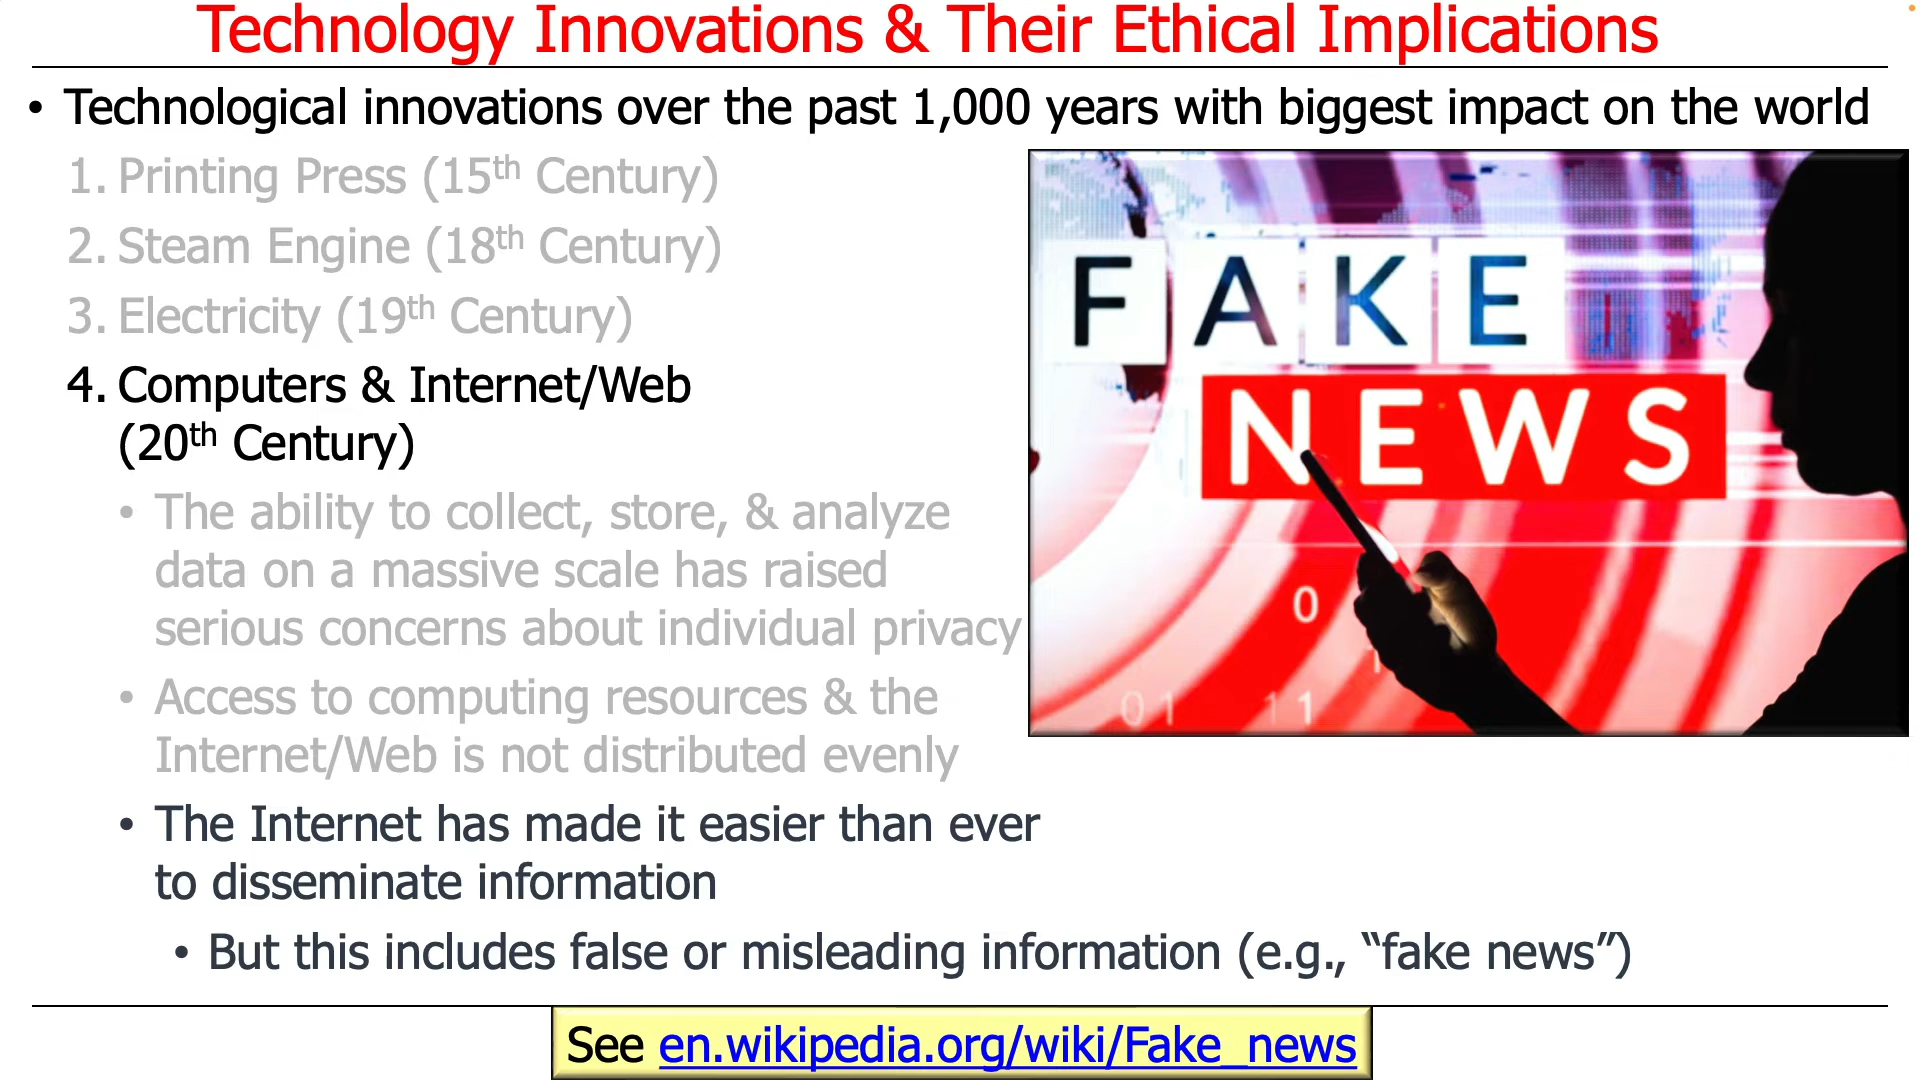 Technology Innovations & Their Ethical Implications
• Technological innovations over the past 1,000 years with biggest impact on the world
1. Printing Press (15th Century)
2. Steam Engine (18th Century)
3. Electricity (19th Century)
4. Computers & Internet/Web
(20th Century)
• The ability to collect, store, & analyze
data on a massive scale has raised
serious concerns about individual privacy
• Access to computing resources & the
Internet/Web is not distributed evenly
• The Internet has made it easier than ever
to disseminate information
• But this includes false or misleading information (e.g., “fake news”)
FAKE
NEWS
0
1
01 11
See en.wikipedia.org/wiki/Fake_news